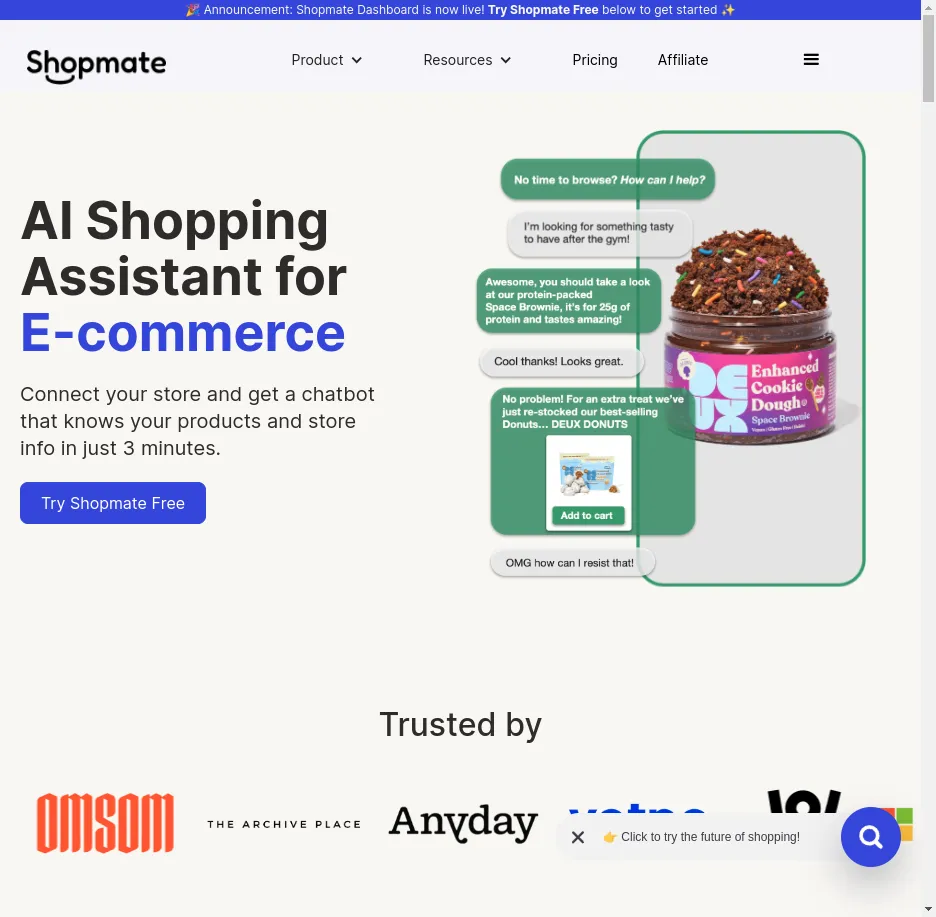 🎉 Announcement: Shopmate Dashboard is now live! Try Shopmate Free below to get started ✨
Shopmate
Product
Resources
Pricing
Affiliate
AI Shopping
Assistant for
E-commerce
Connect your store and get a chatbot
that knows your products and store
info in just 3 minutes.
Try Shopmate Free
No time to browse? How can I help?
I'm looking for something tasty
to have after the gym!
Awesome, you should take a look
at our protein-packed
Space Brownie, it's for 25g of
protein and tastes amazing!
Cool thanks! Looks great.
No problem! For an extra treat we've
just re-stocked our best-selling
Donuts... DEUX DONUTS
Add to cart
OMG how can I resist that!
DEUX
Enhanced
Cookie
Dough
Space Brownie
Trusted by
OMSOM
THE ARCHIVE PLACE
Anyday
👉 Click to try the future of shopping!